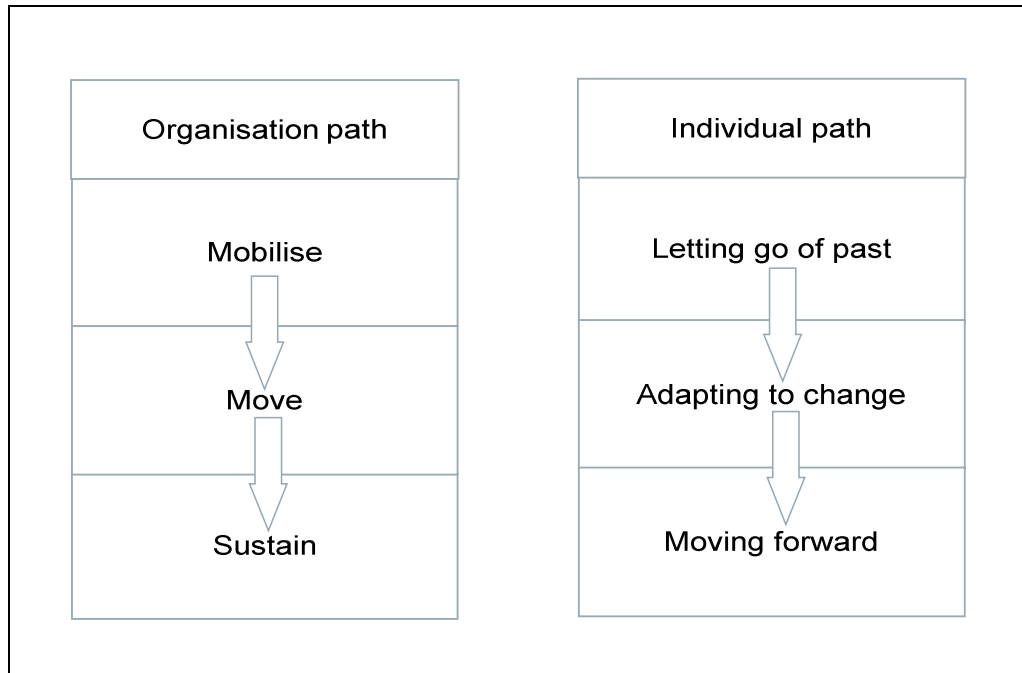 Organisation path
Mobilise
Move
Sustain
Individual path
Letting go of past
Adapting to change
Moving forward